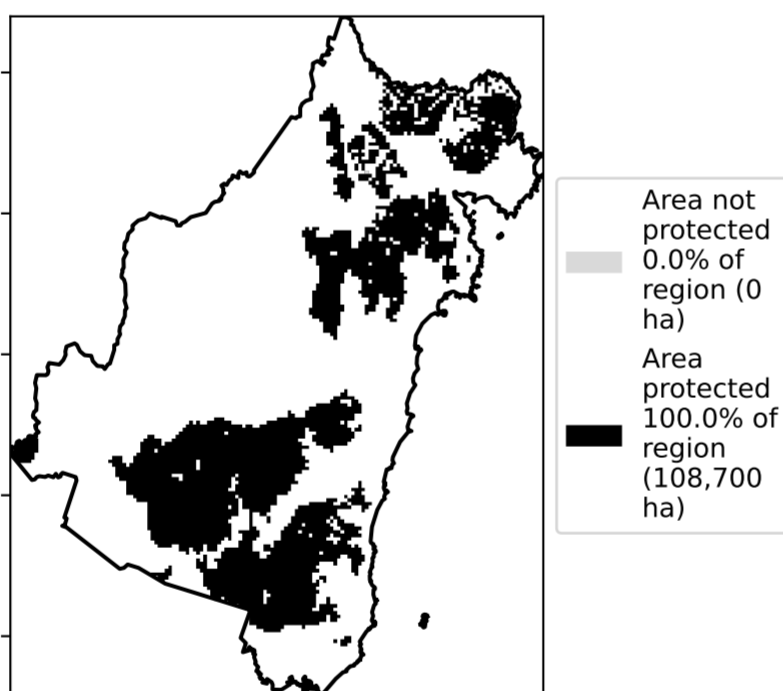 Area not
protected
0.0% of
region (0
ha)
Area
protected
100.0% of
region
(108,700
ha)